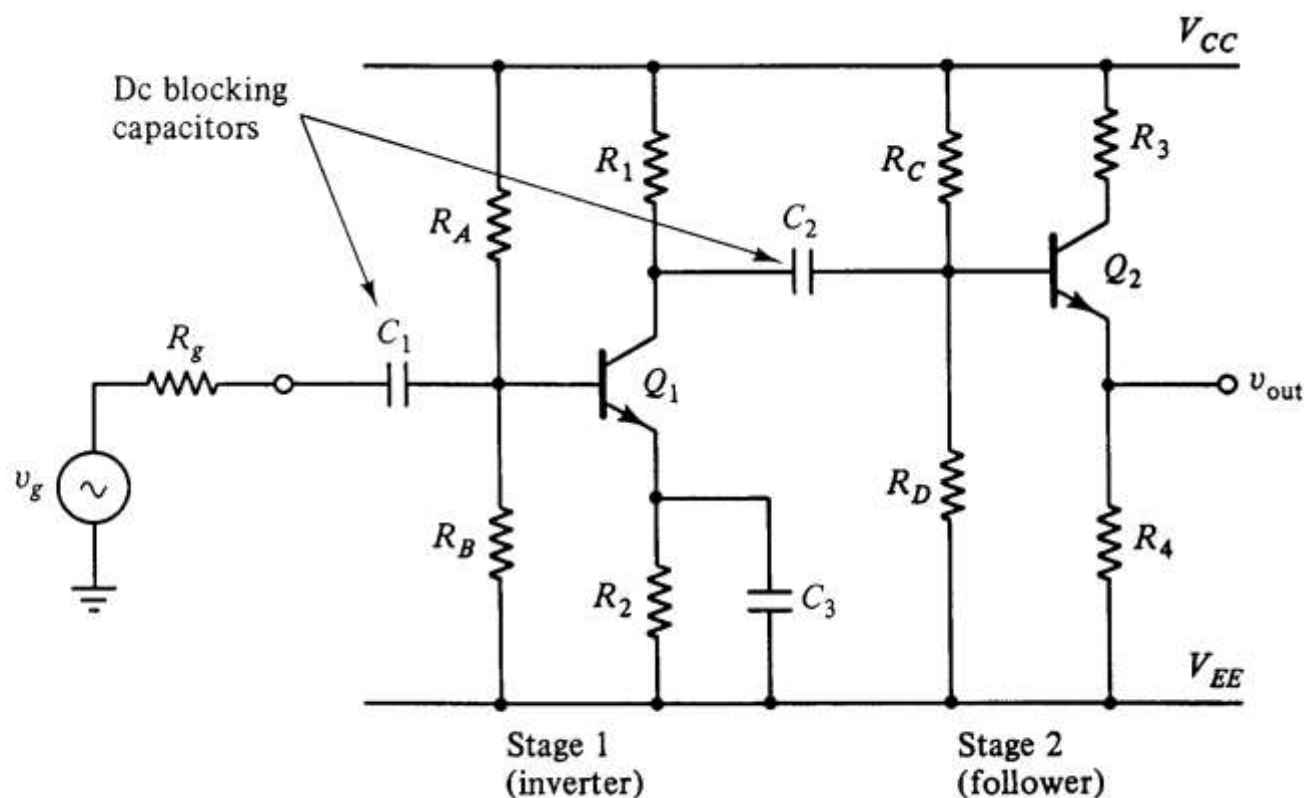 V_CC
Dc blocking
capacitors
R_1
R_C
R_3
R_A
C_2
Q_2
C_1
R_g
Q_1
v_out
v_g
R_B
R_D
R_4
R_2
C_3
V_EE
Stage 1
(inverter)
Stage 2
(follower)